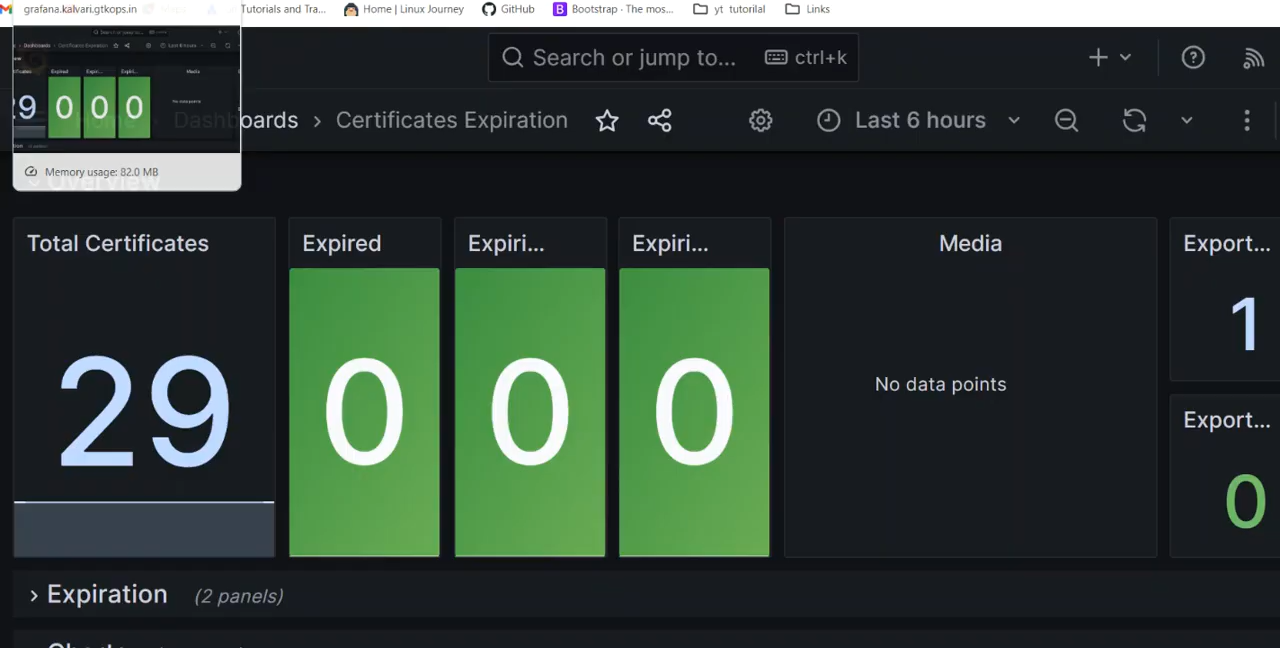 grafana.kalvari.gtkops.in
Tutorials and Tra...
Home | Linux Journey
GitHub
B Bootstrap · The mos...
yt tutorilal
Links
Search or jump to...
ctrl+k
Dashboards › Certificates Expiration
Last 6 hours
Memory usage: 82.0 MB
Overview
Total Certificates
29
Expired
0
Expiri...
0
Expiri...
0
Media
No data points
Export...
1
Export...
0
Expiration (2 panels)